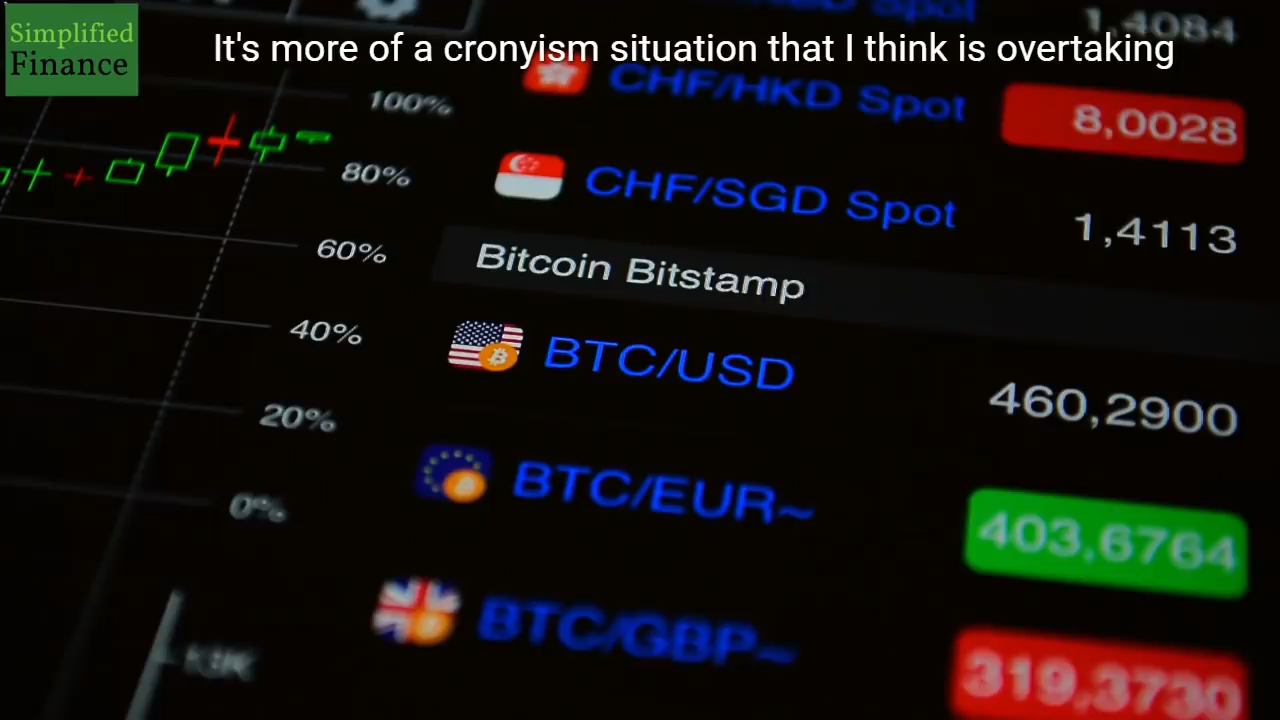 Simplified
Finance
It's more of a cronyism situation that I think is overtaking
1,4084
100%
CHF/HKD Spot
8,0028
80%
CHF/SGD Spot
1,4113
60%
Bitcoin Bitstamp
40%
BTC/USD
460,2900
20%
BTC/EUR~
403,6764
0%
BTC/GBP~
319,3730